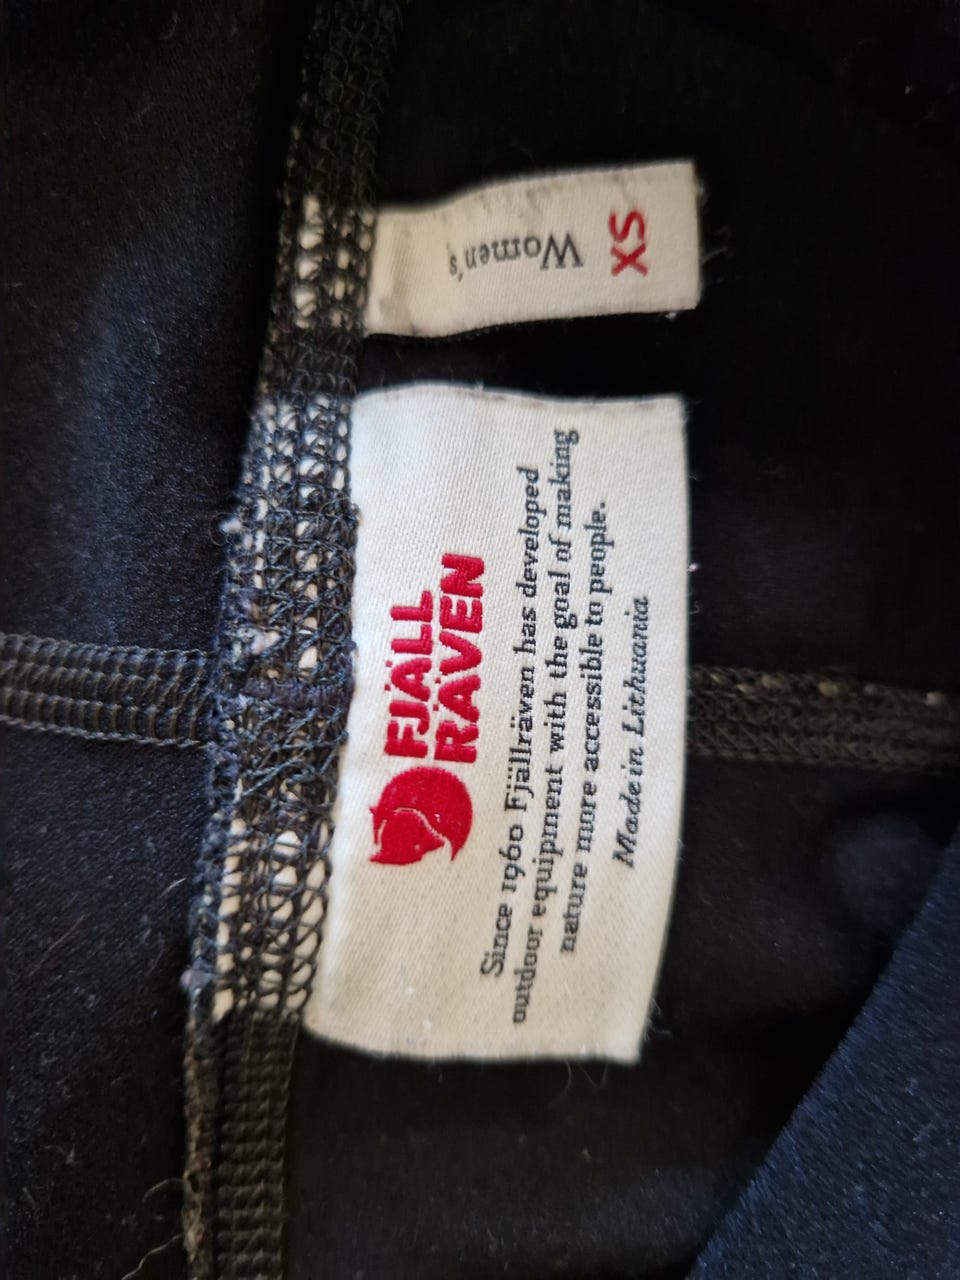 Women's
XS
FJÄLL
RÄVEN
Since 1960 Fjällräven has developed
outdoor equipment with the goal of making
nature more accessible to people.
Made in Lithuania